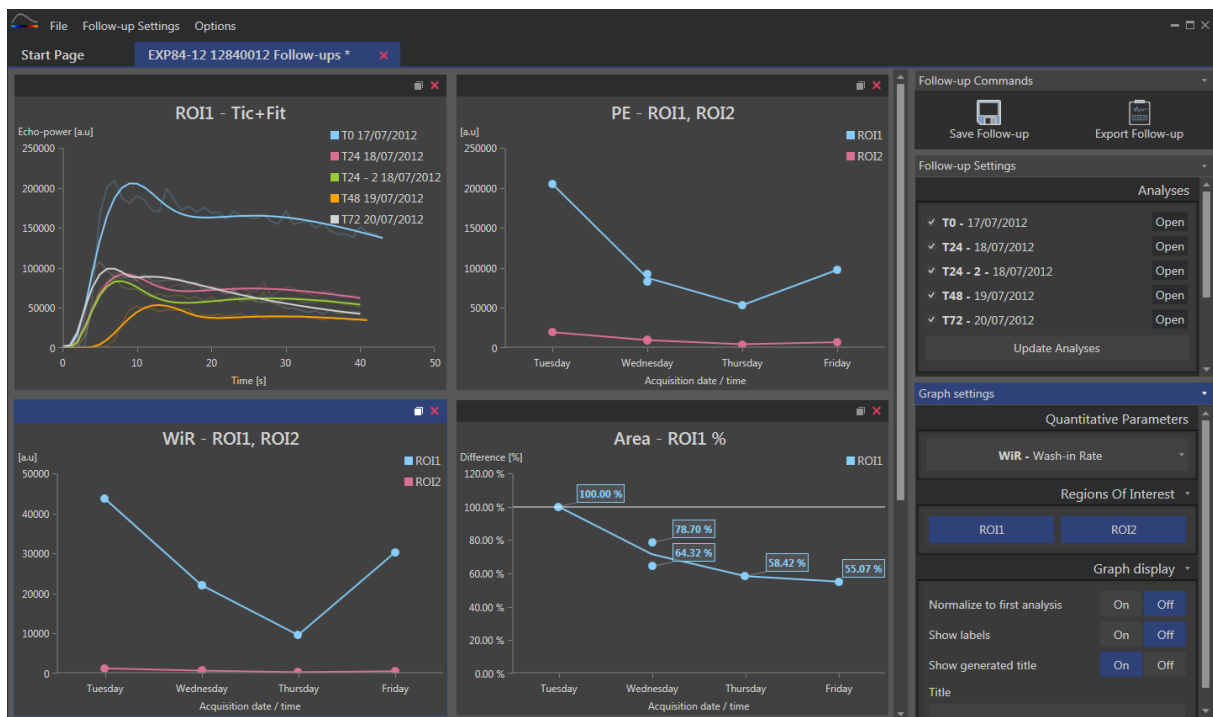 File Follow-up Settings Options
Start Page EXP84-12 12840012 Follow-ups *
ROI1 - Tic+Fit
Echo-power [a.u]
T0 17/07/2012
T24 18/07/2012
T24 - 2 18/07/2012
T48 19/07/2012
T72 20/07/2012
250000
200000
150000
100000
50000
0
0 10 20 30 40 50
Time [s]
PE - ROI1, ROI2
[a.u]
ROI1
ROI2
250000
200000
150000
100000
50000
0
Tuesday Wednesday Thursday Friday
Acquisition date / time
WiR - ROI1, ROI2
[a.u]
ROI1
ROI2
50000
40000
30000
20000
10000
0
Tuesday Wednesday Thursday Friday
Acquisition date / time
Area - ROI1 %
Difference [%]
ROI1
120.00 %
100.00 %
80.00 %
60.00 %
40.00 %
20.00 %
0.00 %
100.00 %
78.70 %
64.32 %
58.42 %
55.07 %
Tuesday Wednesday Thursday Friday
Acquisition date / time
Follow-up Commands
Save Follow-up Export Follow-up
Follow-up Settings
Analyses
T0 - 17/07/2012 Open
T24 - 18/07/2012 Open
T24 - 2 - 18/07/2012 Open
T48 - 19/07/2012 Open
T72 - 20/07/2012 Open
Update Analyses
Graph settings
Quantitative Parameters
WiR - Wash-in Rate
Regions Of Interest
ROI1 ROI2
Graph display
Normalize to first analysis On Off
Show labels On Off
Show generated title On Off
Title